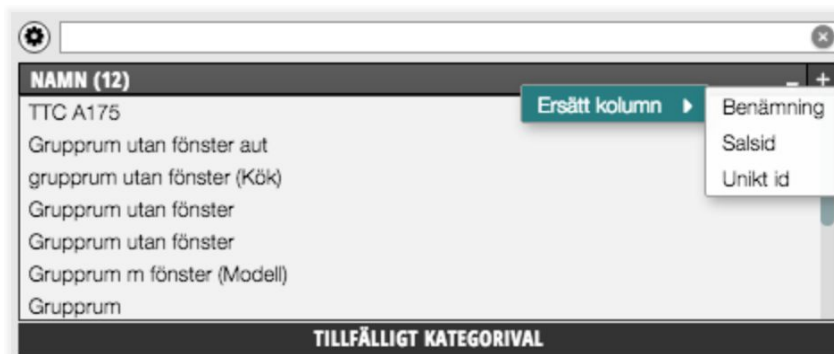 NAMN (12)
_ +
TTC A175
Ersätt kolumn
Benämning
Salsid
Unikt id
Grupprum utan fönster aut
grupprum utan fönster (Kök)
Grupprum utan fönster
Grupprum utan fönster
Grupprum m fönster (Modell)
Grupprum
TILLFÄLLIGT KATEGORIVAL